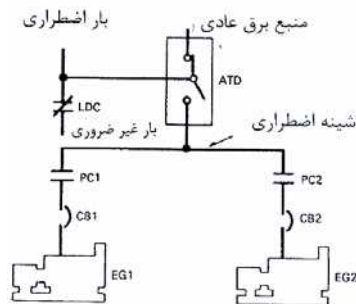 بار اضطراری
منبع برق عادی
ATD
LDC
بار غیر ضروری
شینه اضطراری
PC1
PC2
CB1
CB2
EG1
EG2